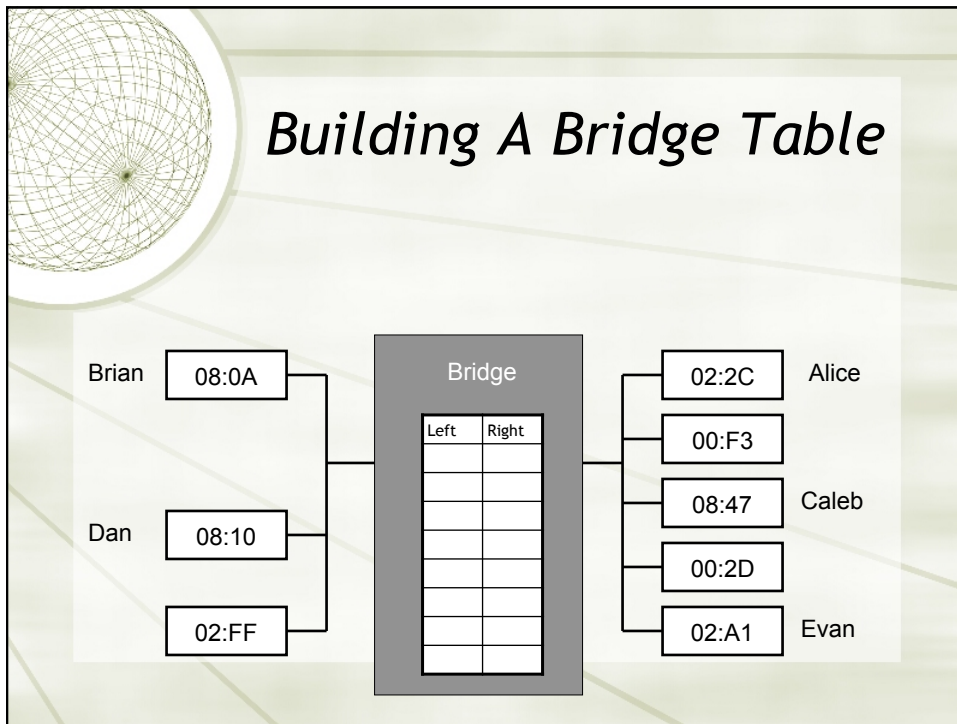 Building A Bridge Table
Brian 08:0A
Dan 08:10
02:FF
Bridge
Left Right
02:2C Alice
00:F3
08:47 Caleb
00:2D
02:A1 Evan